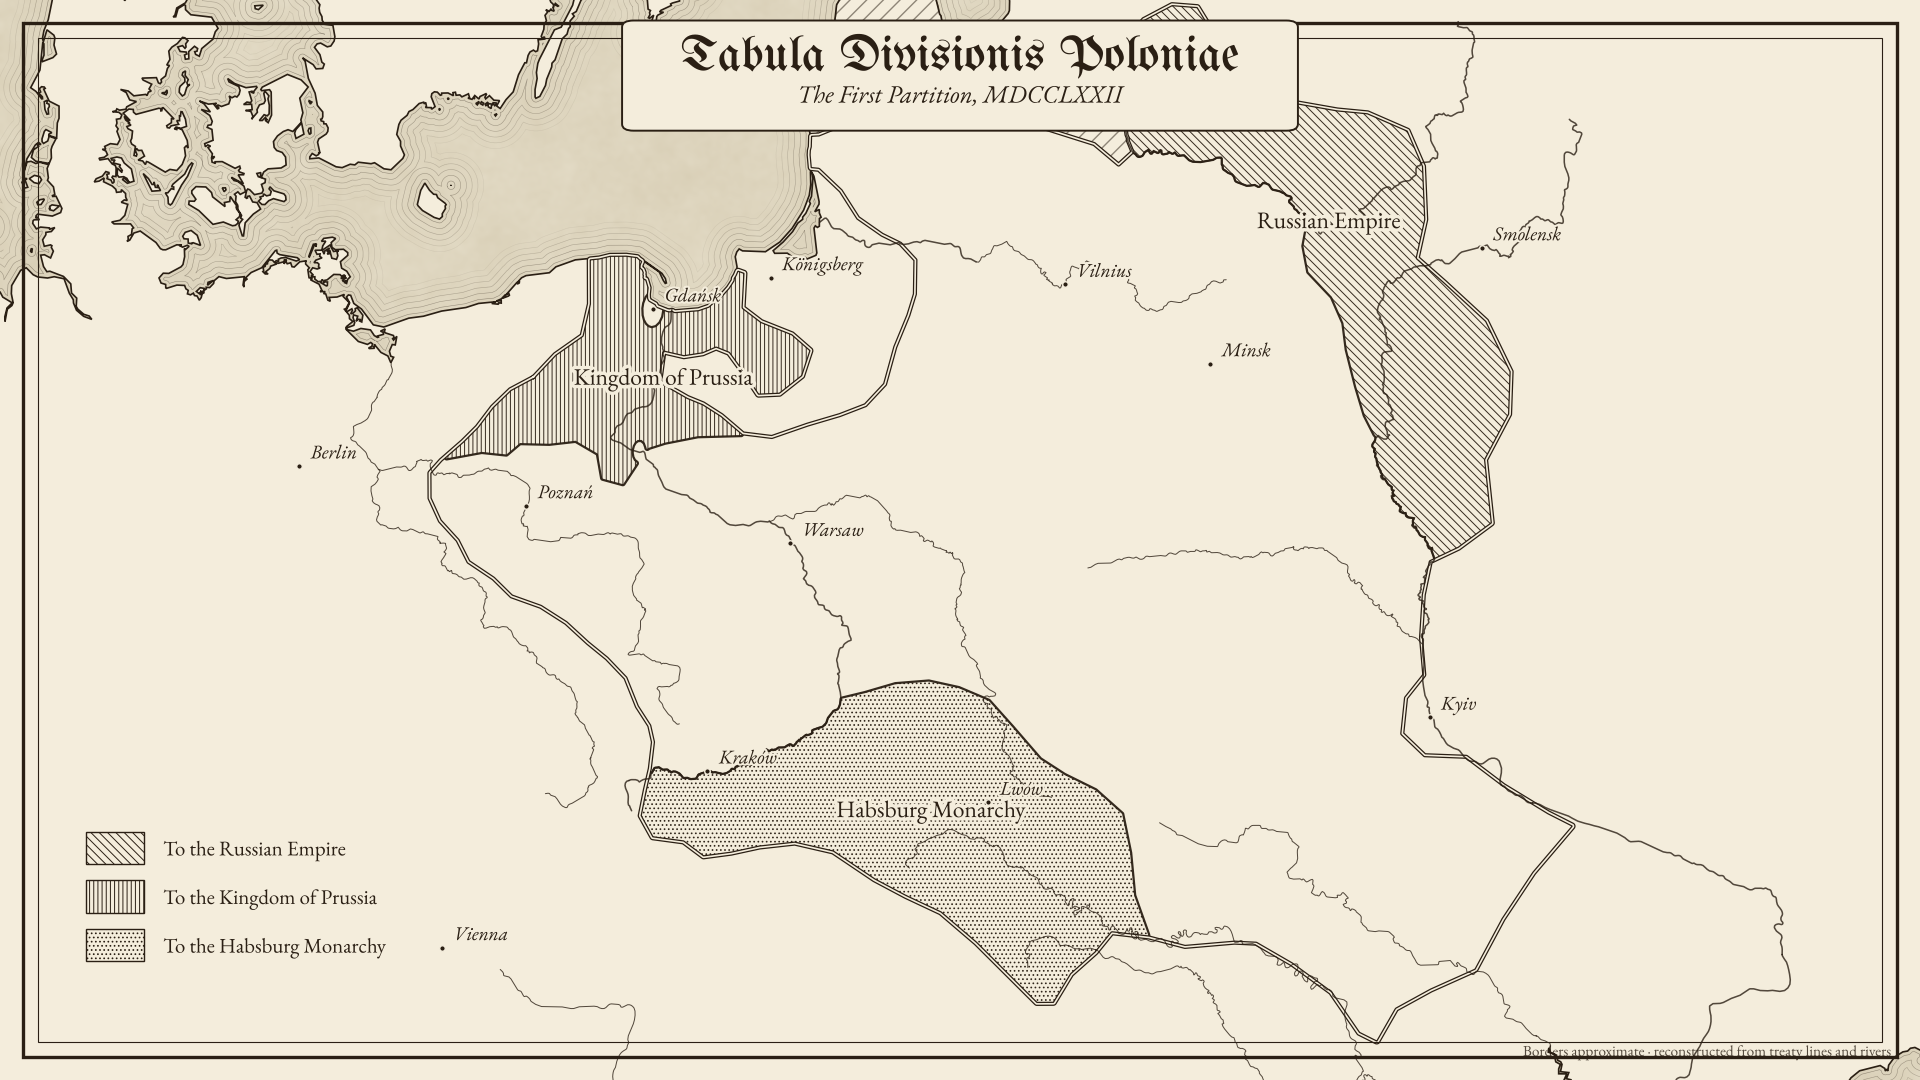 Tabula Divisionis Poloniae
The First Partition, MDCCLXXII
Russian Empire
Smolensk
Königsberg
Vilnius
Gdańsk
Minsk
Kingdom of Prussia
Berlin
Poznań
Warsaw
Kyiv
Kraków
Lwów
Habsburg Monarchy
To the Russian Empire
To the Kingdom of Prussia
To the Habsburg Monarchy
Vienna
Borders approximate · reconstructed from treaty lines and rivers